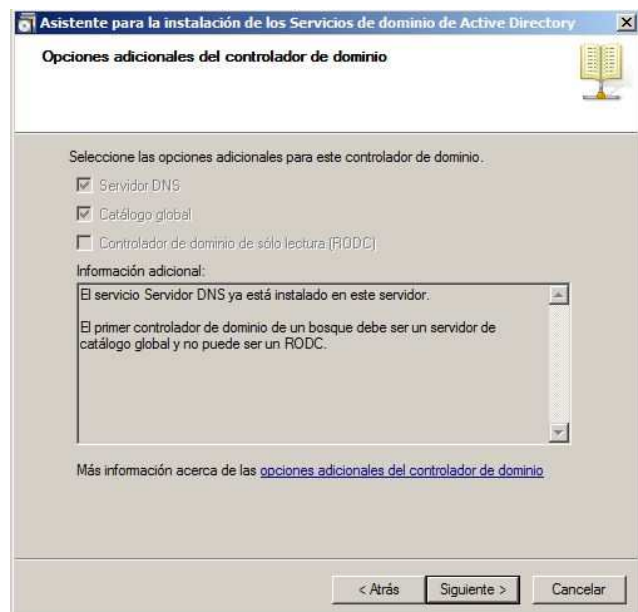 Asistente para la instalación de los Servicios de dominio de Active Directory
Opciones adicionales del controlador de dominio
Seleccione las opciones adicionales para este controlador de dominio.
Servidor DNS
Catálogo global
Controlador de dominio de sólo lectura (RODC)
Información adicional:
El servicio Servidor DNS ya está instalado en este servidor.
El primer controlador de dominio de un bosque debe ser un servidor de
catálogo global y no puede ser un RODC.
Más información acerca de las opciones adicionales del controlador de dominio
< Atrás Siguiente > Cancelar